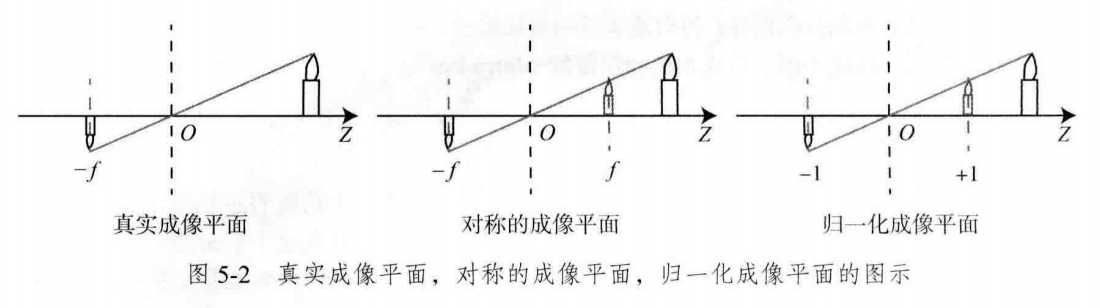 O Z O Z O Z
−f −f f −1 +1
真实成像平面 对称的成像平面 归一化成像平面
图 5-2 真实成像平面，对称的成像平面，归一化成像平面的图示